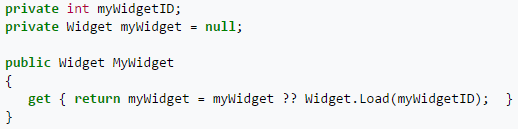 private int myWidgetID;
private Widget myWidget = null;

public Widget MyWidget
{
    get { return myWidget = myWidget ?? Widget.Load(myWidgetID);  }
}